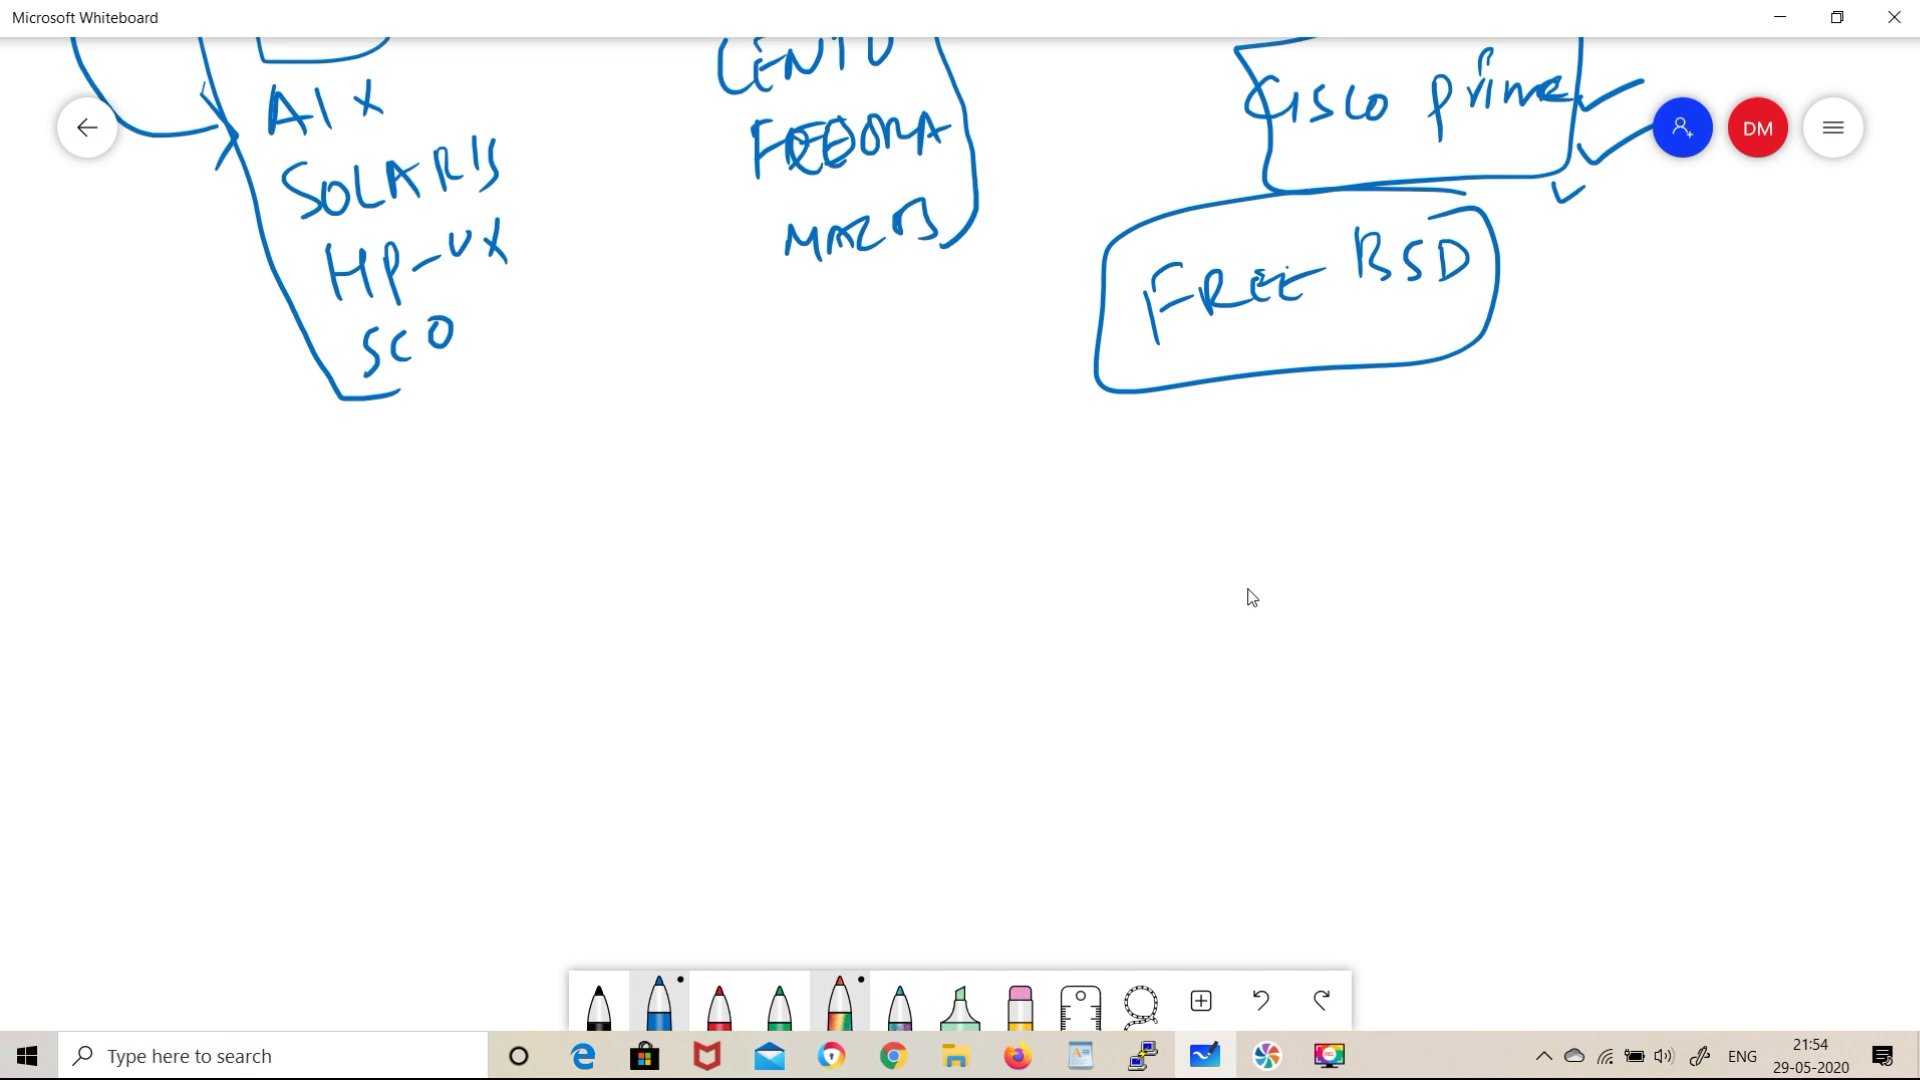 Microsoft Whiteboard
AIX
SOLARIS
HP-UX
SCO
CENTO
FEDORA
Cisco Prime
FREE BSD
DM
Type here to search
ENG
21:54
29-05-2020